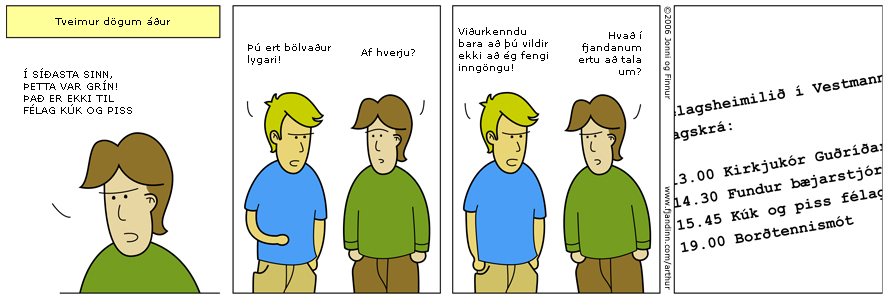 Tveimur dögum áður
Í SÍÐASTA SINN,
ÞETTA VAR GRÍN!
ÞAÐ ER EKKI TIL
FÉLAG KÚK OG PISS
Þú ert bölvaður
lygari!
Af hverju?
Viðurkenndu
bara að þú vildir
ekki að ég fengi
inngöngu!
Hvað í
fjandanum
ertu að tala
um?
©2006 Jonni og Finnur
www.fjandinn.com/arthur
élagsheimilið í Vestmann
agskrá:
13.00 Kirkjukór Guðríðar
14.30 Fundur bæjarstjór
15.45 Kúk og piss félag
19.00 Borðtennismót